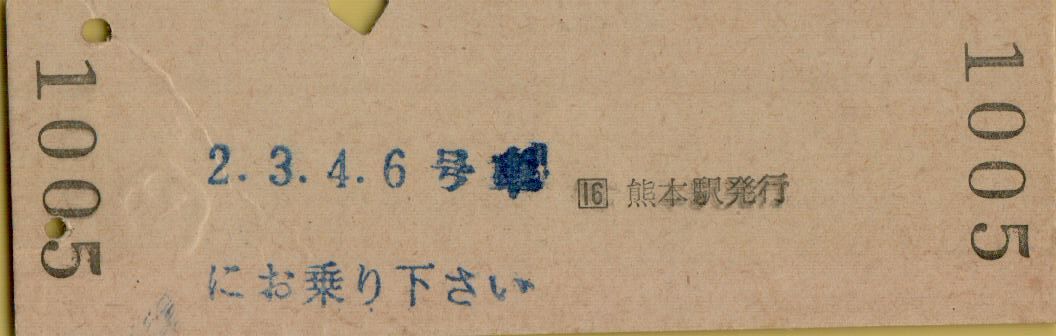 1005
2.3.4.6号車
にお乗り下さい
16 熊本駅発行
1005